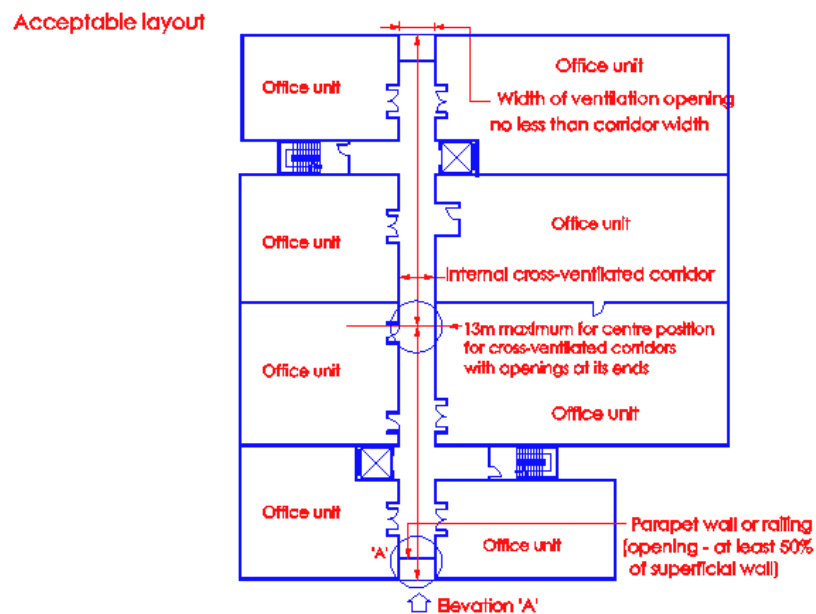 Acceptable layout
Office unit
Office unit
Width of ventilation opening
no less than corridor width
Office unit
Office unit
Internal cross-ventilated corridor
13m maximum for centre position
for cross-ventilated corridors
with openings at its ends
Office unit
Office unit
Office unit
Office unit
Parapet wall or railing
(opening - at least 50%
of superficial wall)
'A'
Elevation 'A'